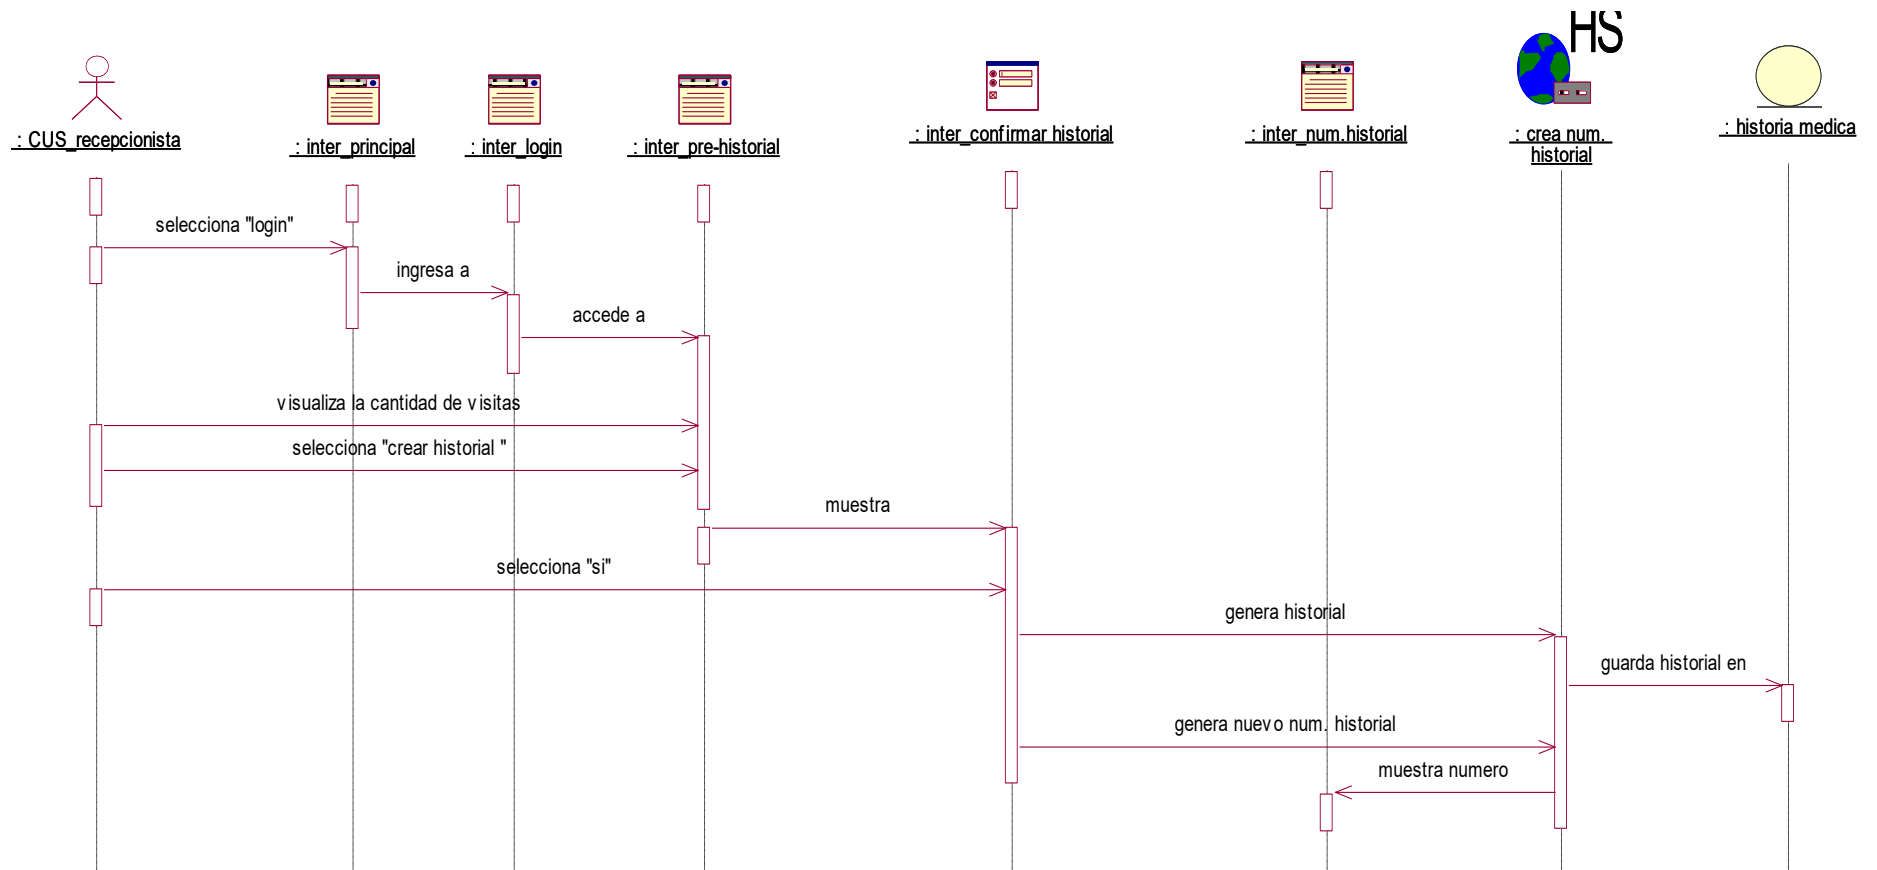 HS
: CUS_recepcionista
: inter_principal
: inter_login
: inter_pre-historial
: inter_confirmar historial
: inter_num.historial
: crea num.
historial
: historia medica
selecciona "login"
ingresa a
accede a
visualiza la cantidad de visitas
selecciona "crear historial "
muestra
selecciona "si"
genera historial
guarda historial en
genera nuevo num. historial
muestra numero